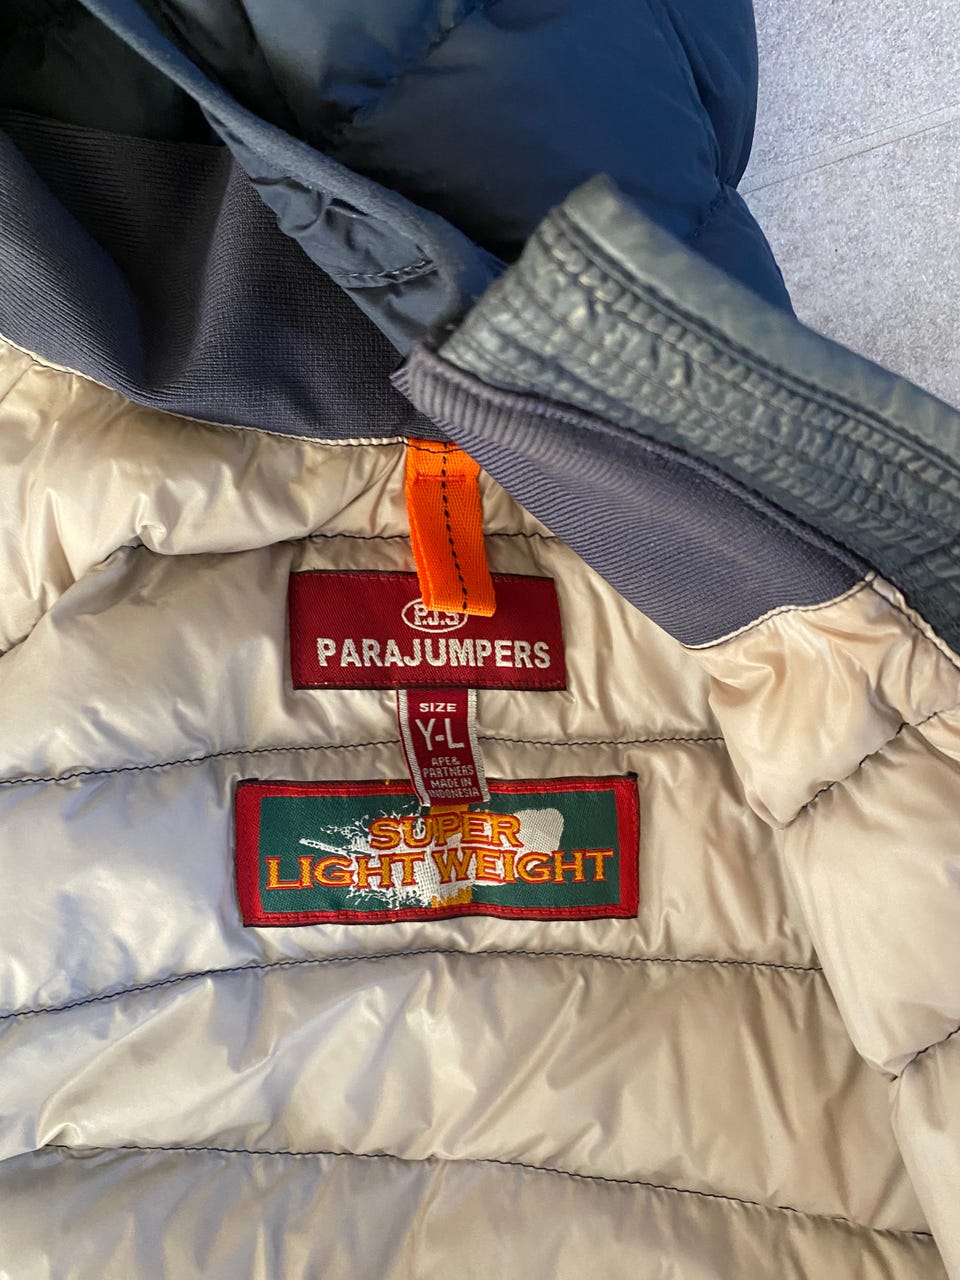 P.J.S
PARAJUMPERS
SIZE
Y-L
APE&
PARTNERS
MADE IN
INDONESIA
SUPER
LIGHT WEIGHT